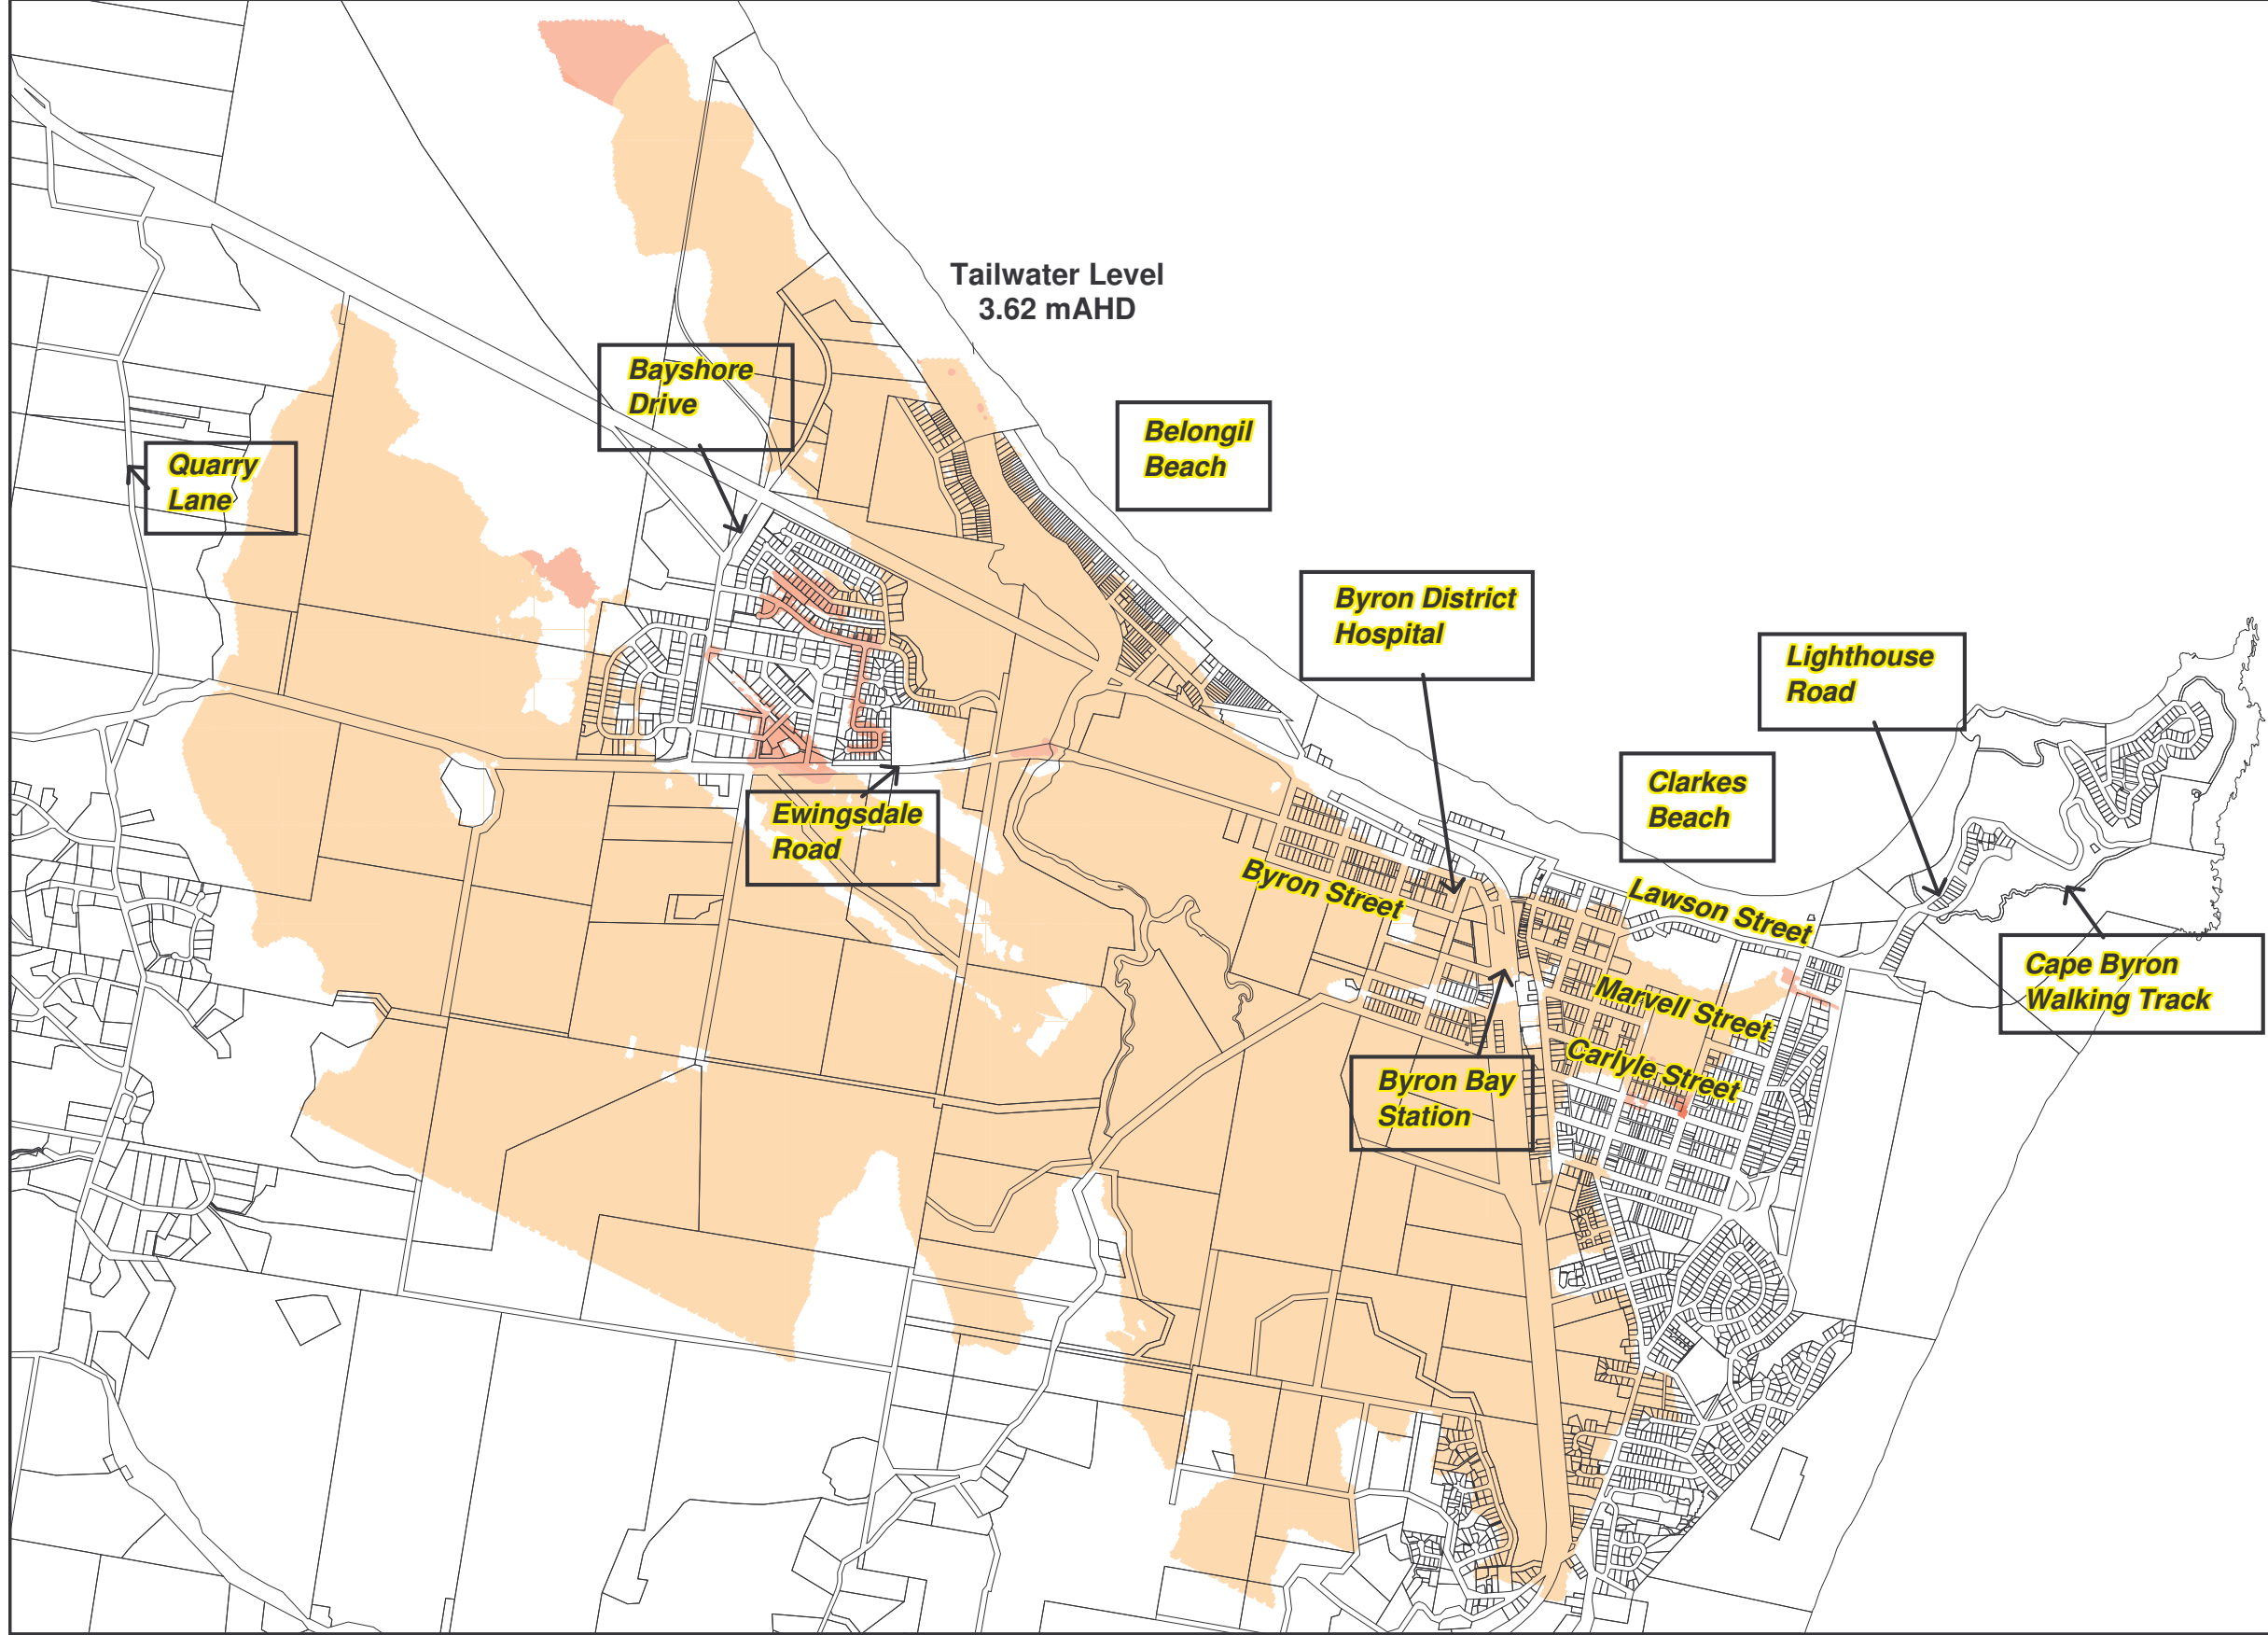 Tailwater Level
3.62 mAHD
Bayshore
Drive
Belongil
Beach
Quarry
Lane
Byron District
Hospital
Lighthouse
Road
Clarkes
Beach
Ewingsdale
Road
Byron Street
Lawson Street
Cape Byron
Walking Track
Marvell Street
Carlyle Street
Byron Bay
Station